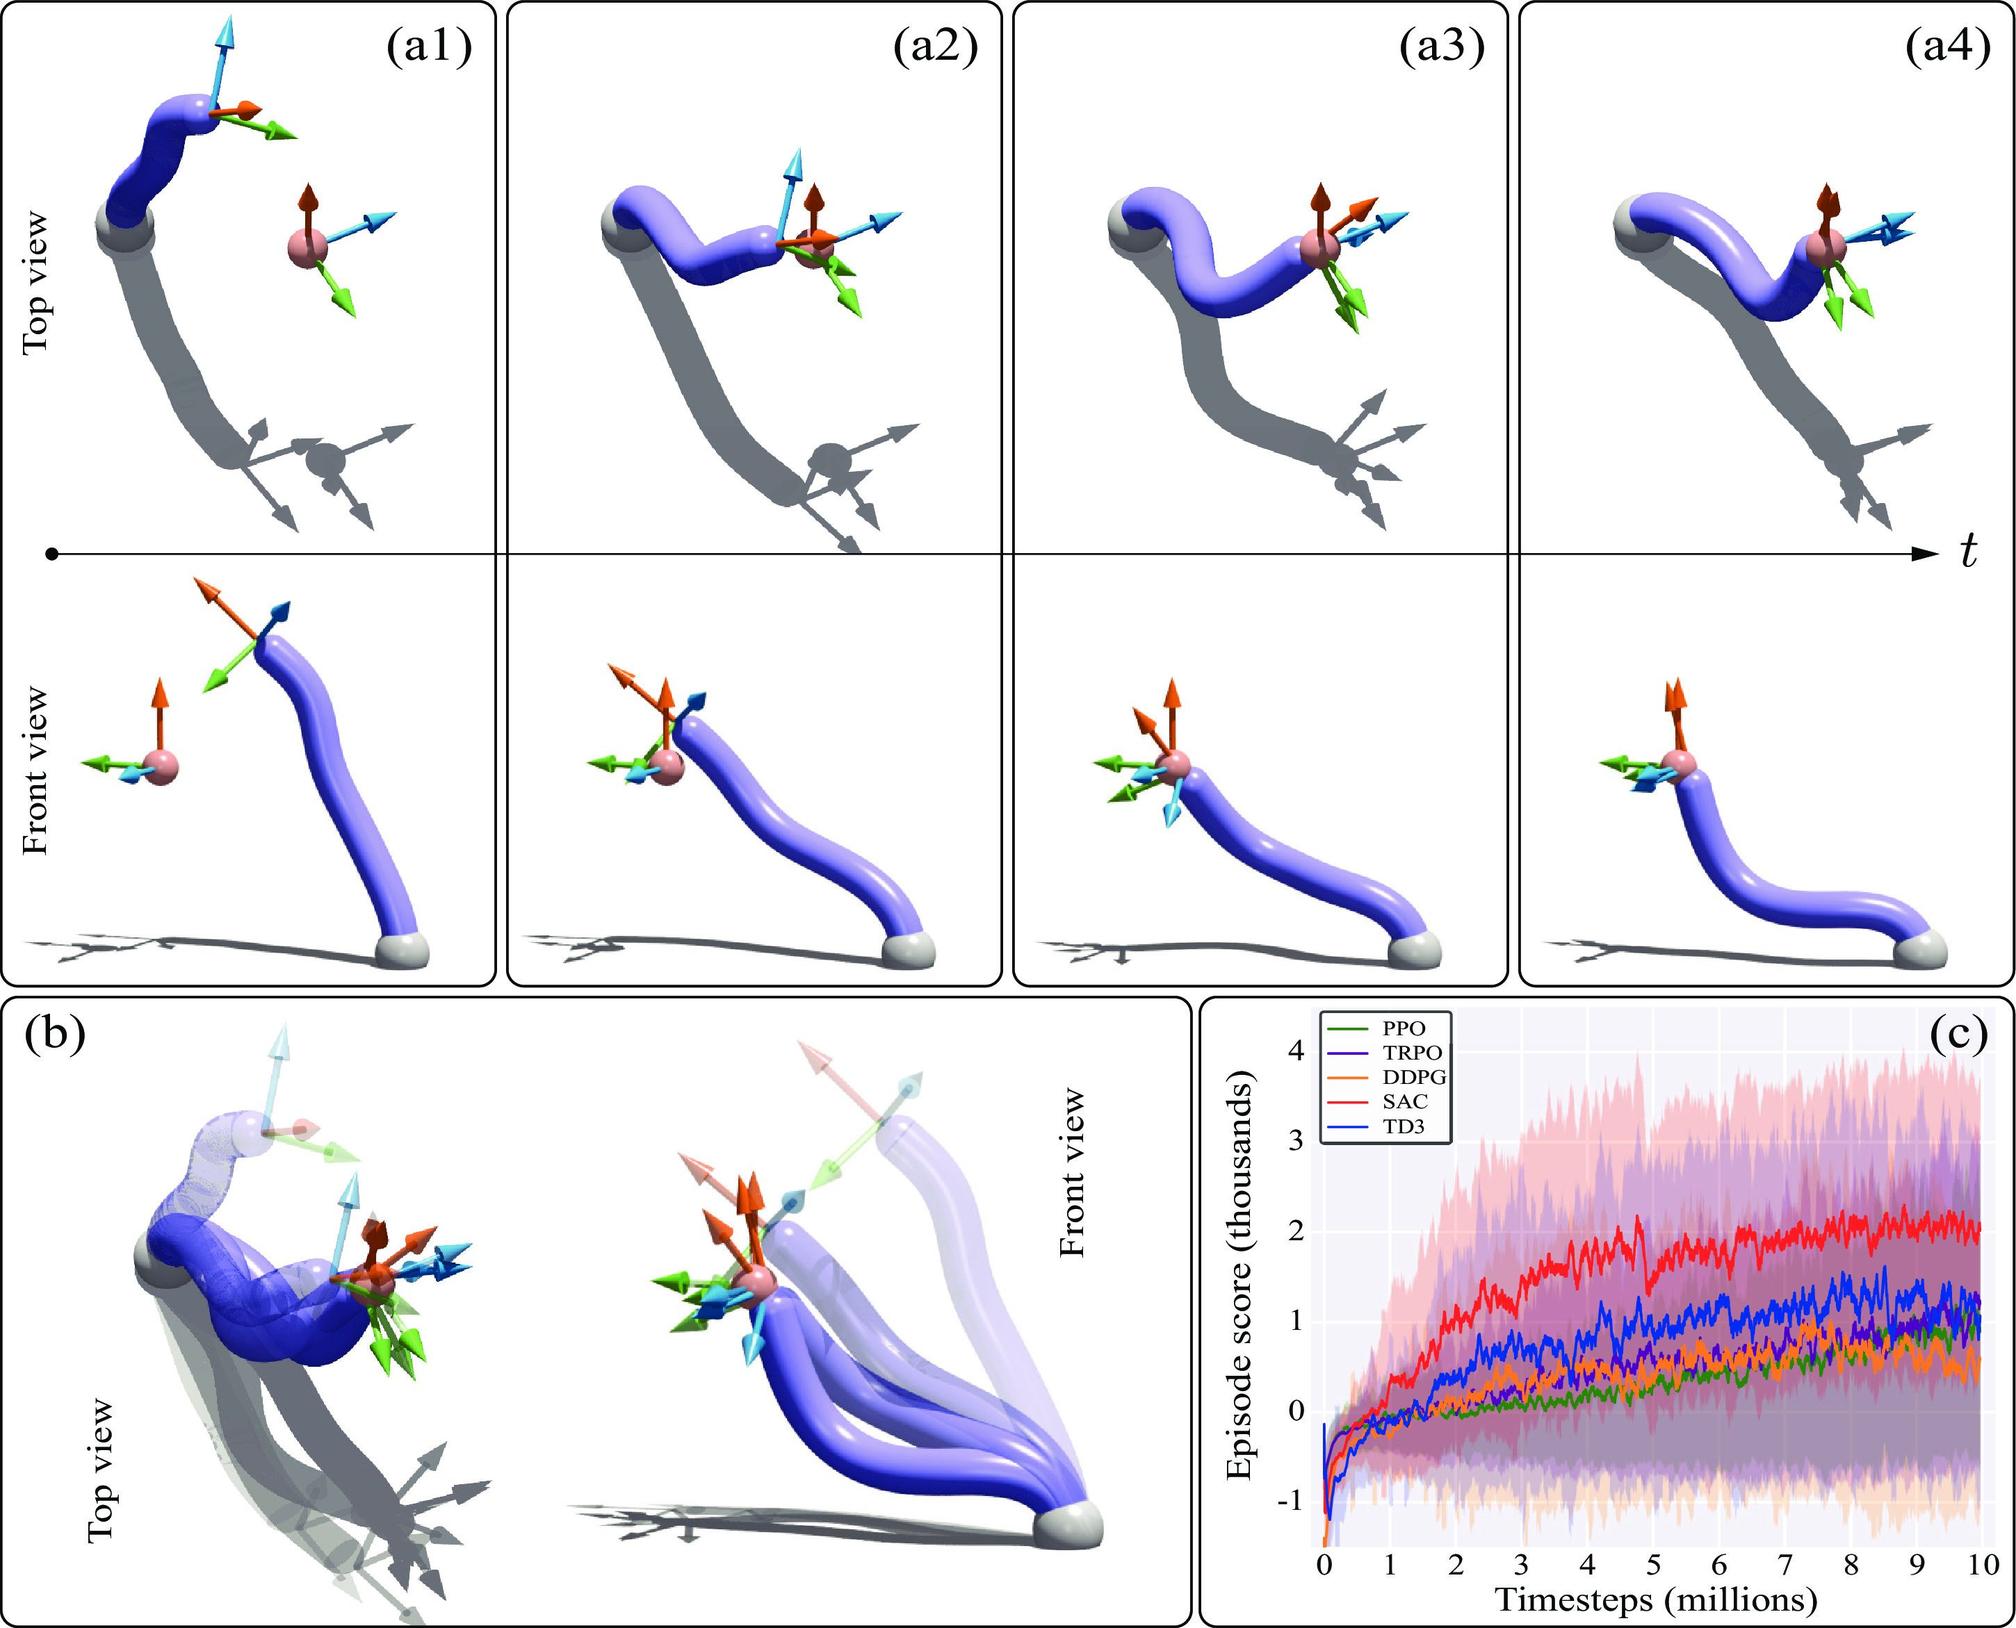 (a1)
(a2)
(a3)
(a4)
Top view
t
Front view
(b)
Top view
Front view
(c)
PPO
TRPO
DDPG
SAC
TD3
Episode score (thousands)
4
3
2
1
0
-1
0 1 2 3 4 5 6 7 8 9 10
Timesteps (millions)